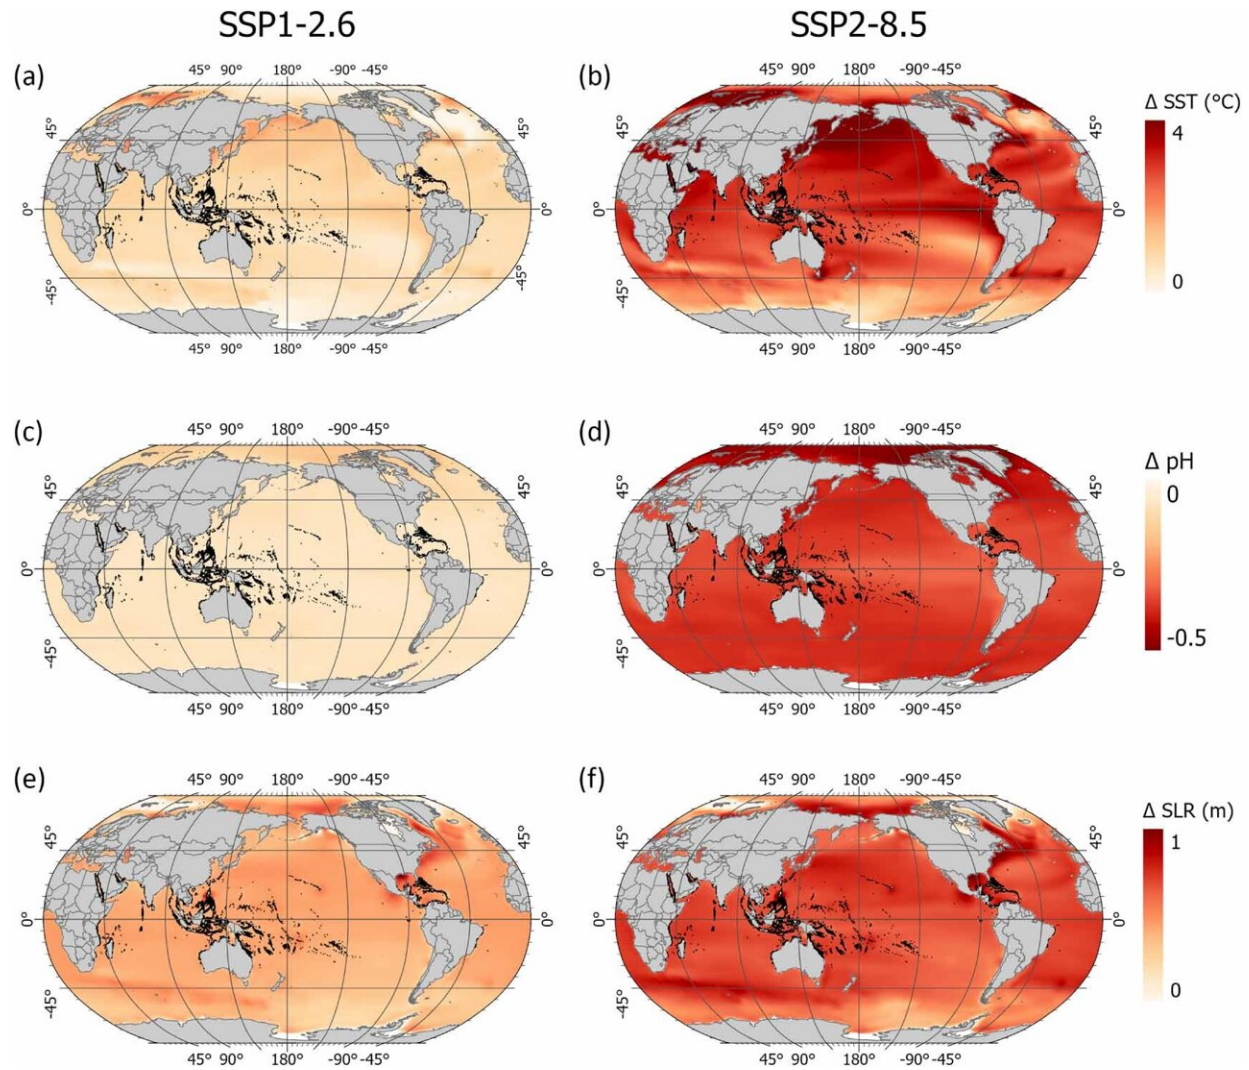 SSP1-2.6 SSP2-8.5
(a) 45° 90° 180° -90° -45° (b) 45° 90° 180° -90° -45°
Δ SST (°C)
45° 45° 45° 45° 4
0° 0° 0° 0°
-45° -45° -45° -45° 0
45° 90° 180° -90° -45° 45° 90° 180° -90° -45°
(c) 45° 90° 180° -90° -45° (d) 45° 90° 180° -90° -45°
Δ pH
45° 45° 45° 45° 0
0° 0° 0° 0°
-45° -45° -45° -45° -0.5
45° 90° 180° -90° -45° 45° 90° 180° -90° -45°
(e) 45° 90° 180° -90° -45° (f) 45° 90° 180° -90° -45°
Δ SLR (m)
45° 45° 45° 45° 1
0° 0° 0° 0°
-45° -45° -45° -45° 0
45° 90° 180° -90° -45° 45° 90° 180° -90° -45°